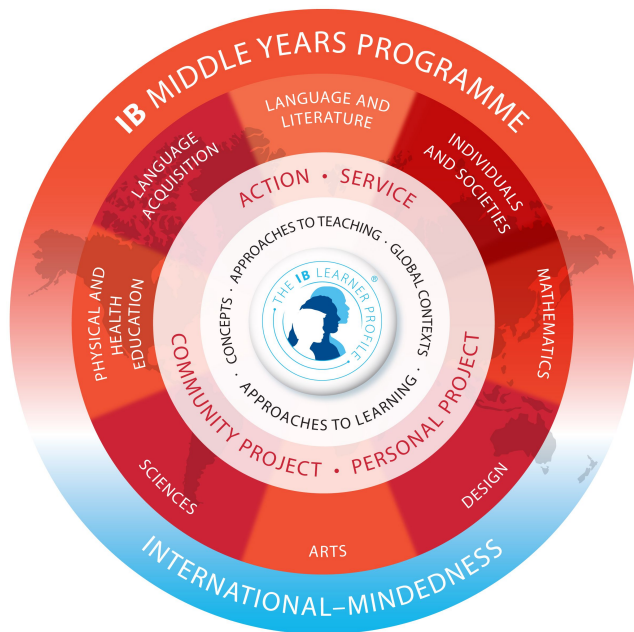 IB MIDDLE YEARS PROGRAMME
LANGUAGE AND
LITERATURE
INDIVIDUALS
AND SOCIETIES
MATHEMATICS
DESIGN
ARTS
SCIENCES
PHYSICAL AND
HEALTH
EDUCATION
LANGUAGE
ACQUISITION
ACTION • SERVICE
PERSONAL PROJECT
•
COMMUNITY PROJECT
APPROACHES TO TEACHING · GLOBAL CONTEXTS ·
APPROACHES TO LEARNING · CONCEPTS ·
THE IB LEARNER PROFILE ®
INTERNATIONAL–MINDEDNESS